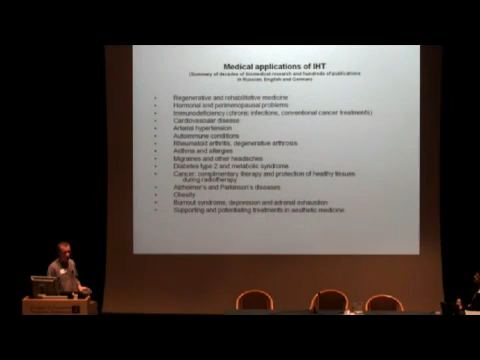 Medical applications of IHT
(Summary of decades of biomedical research and hundreds of publications
in Russian, English and German)
• Regenerative and rehabilitative medicine
• Hormonal and perimenopausal problems
• Immunodeficiency (chronic infections, conventional cancer treatments)
• Cardiovascular disease
• Arterial hypertension
• Autoimmune conditions
• Rheumatoid arthritis, degenerative arthrosis
• Asthma and allergies
• Migraines and other headaches
• Diabetes type 2 and metabolic syndrome
• Cancer: complimentary therapy and protection of healthy tissues
during radiotherapy
• Alzheimer's and Parkinson's diseases
• Obesity
• Burnout syndrome, depression and adrenal exhaustion
• Supporting and potentiating treatments in aesthetic medicine